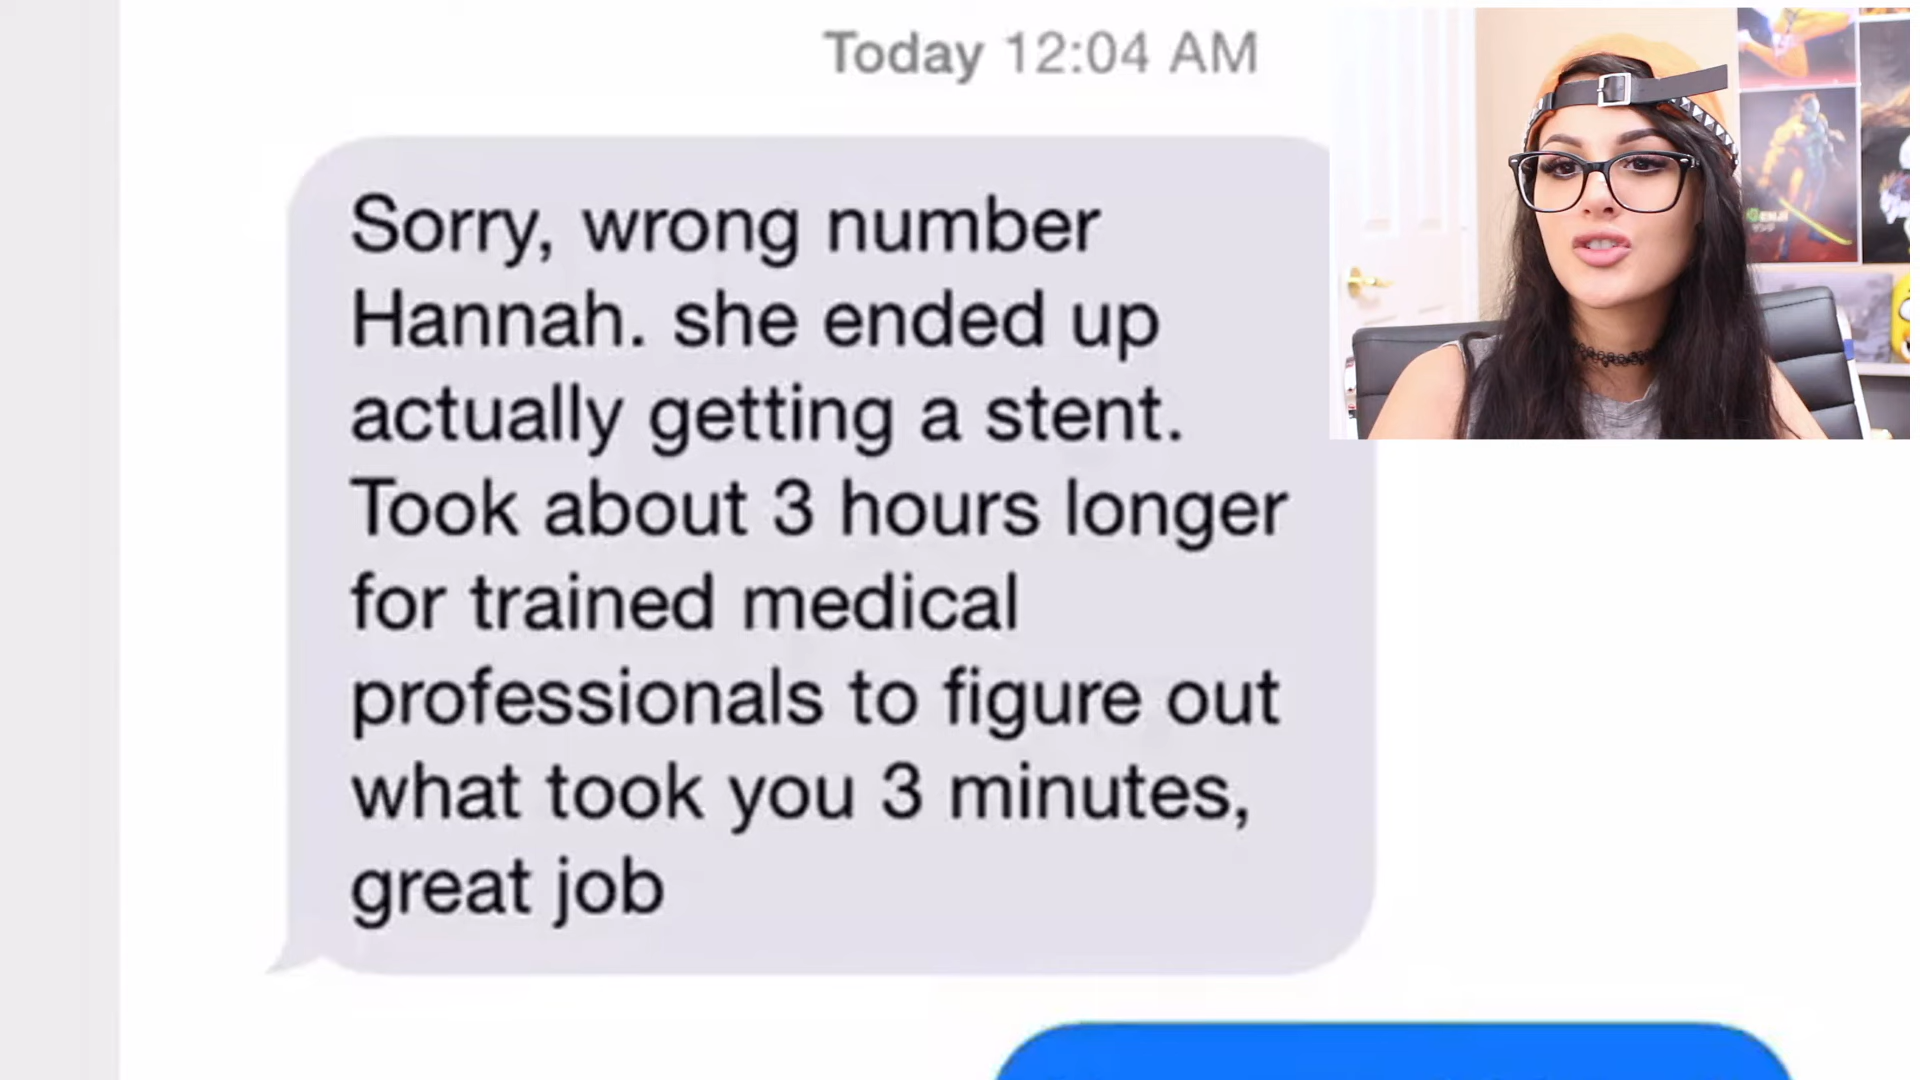 Today 12:04 AM
Sorry, wrong number
Hannah. she ended up
actually getting a stent.
Took about 3 hours longer
for trained medical
professionals to figure out
what took you 3 minutes,
great job
GENJI